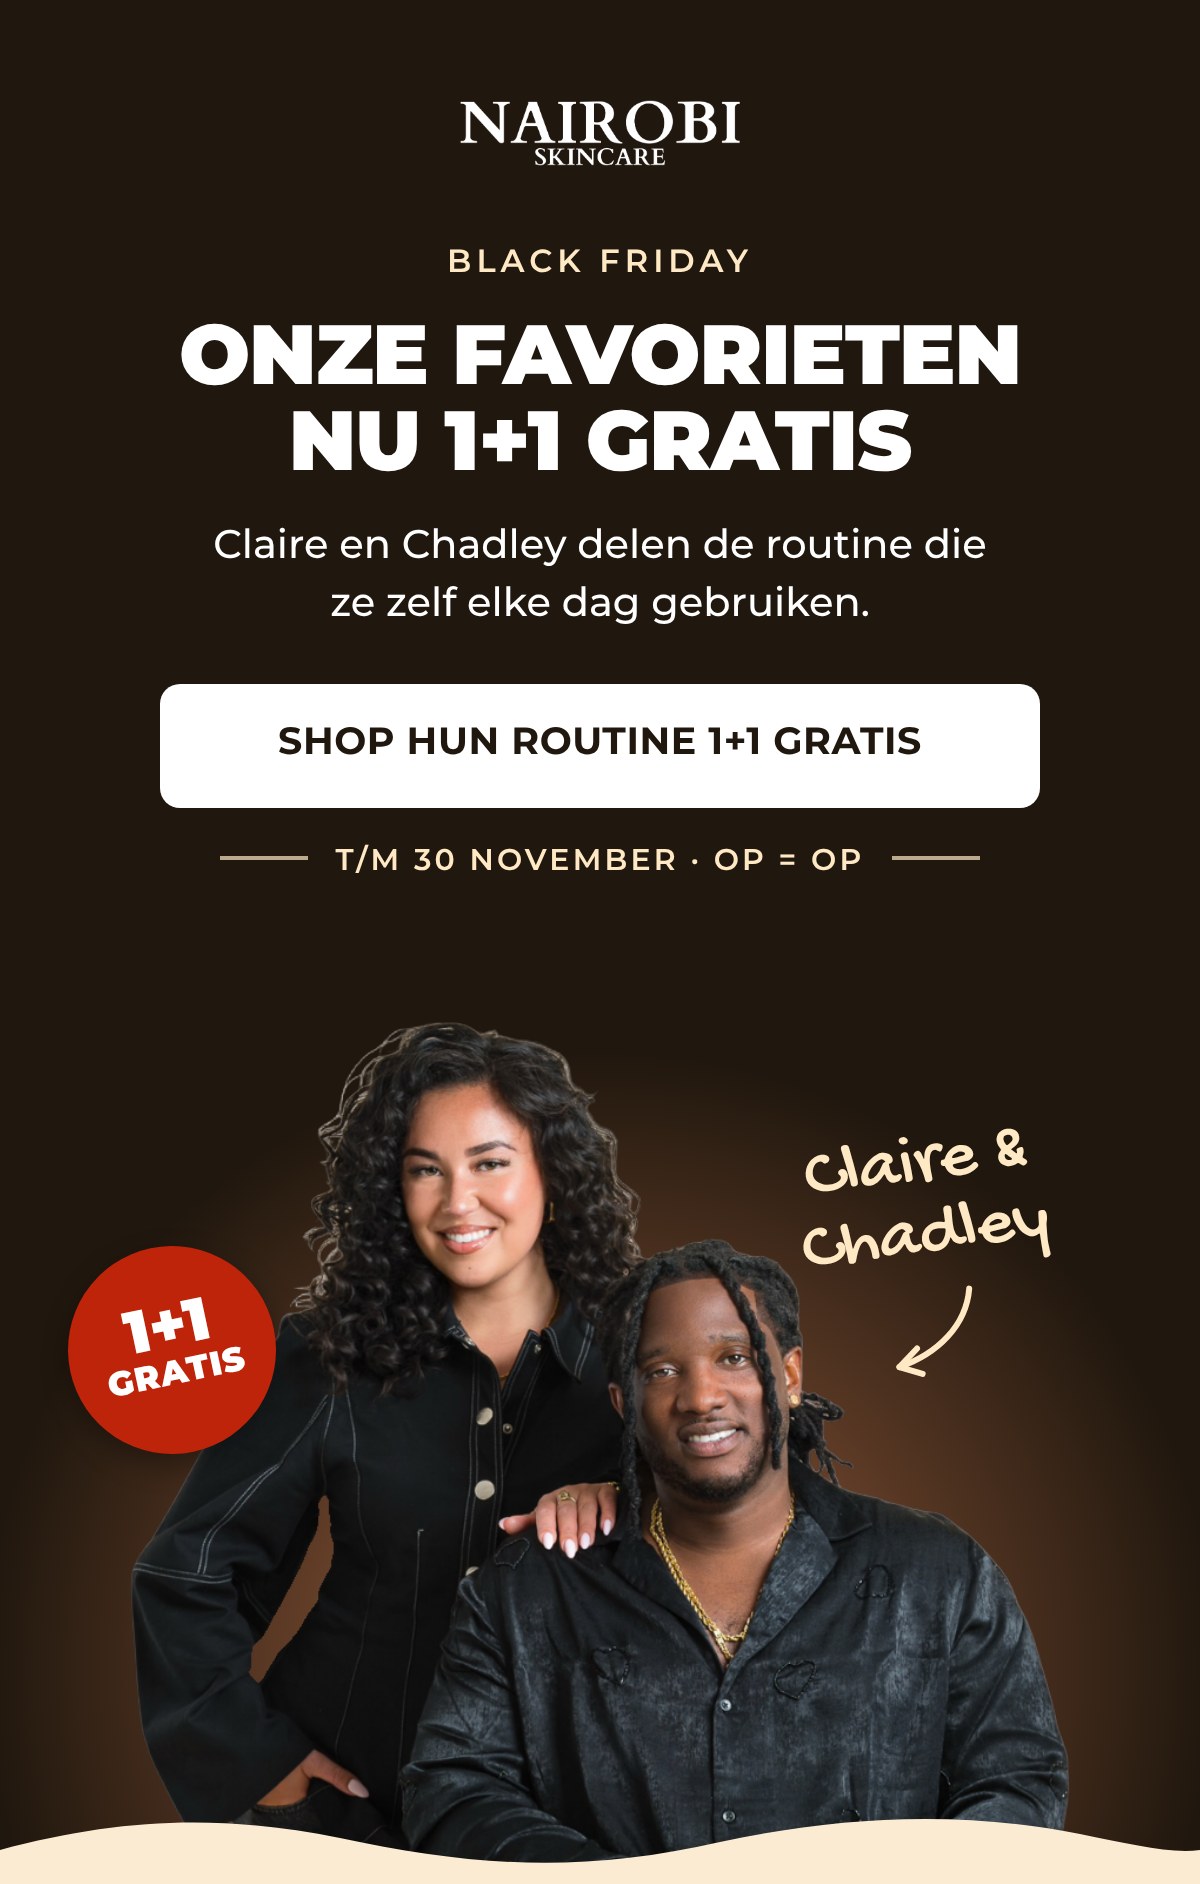 NAIROBI
SKINCARE
BLACK FRIDAY
ONZE FAVORIETEN
NU 1+1 GRATIS
Claire en Chadley delen de routine die
ze zelf elke dag gebruiken.
SHOP HUN ROUTINE 1+1 GRATIS
T/M 30 NOVEMBER · OP = OP
Claire &
Chadley
1+1
GRATIS